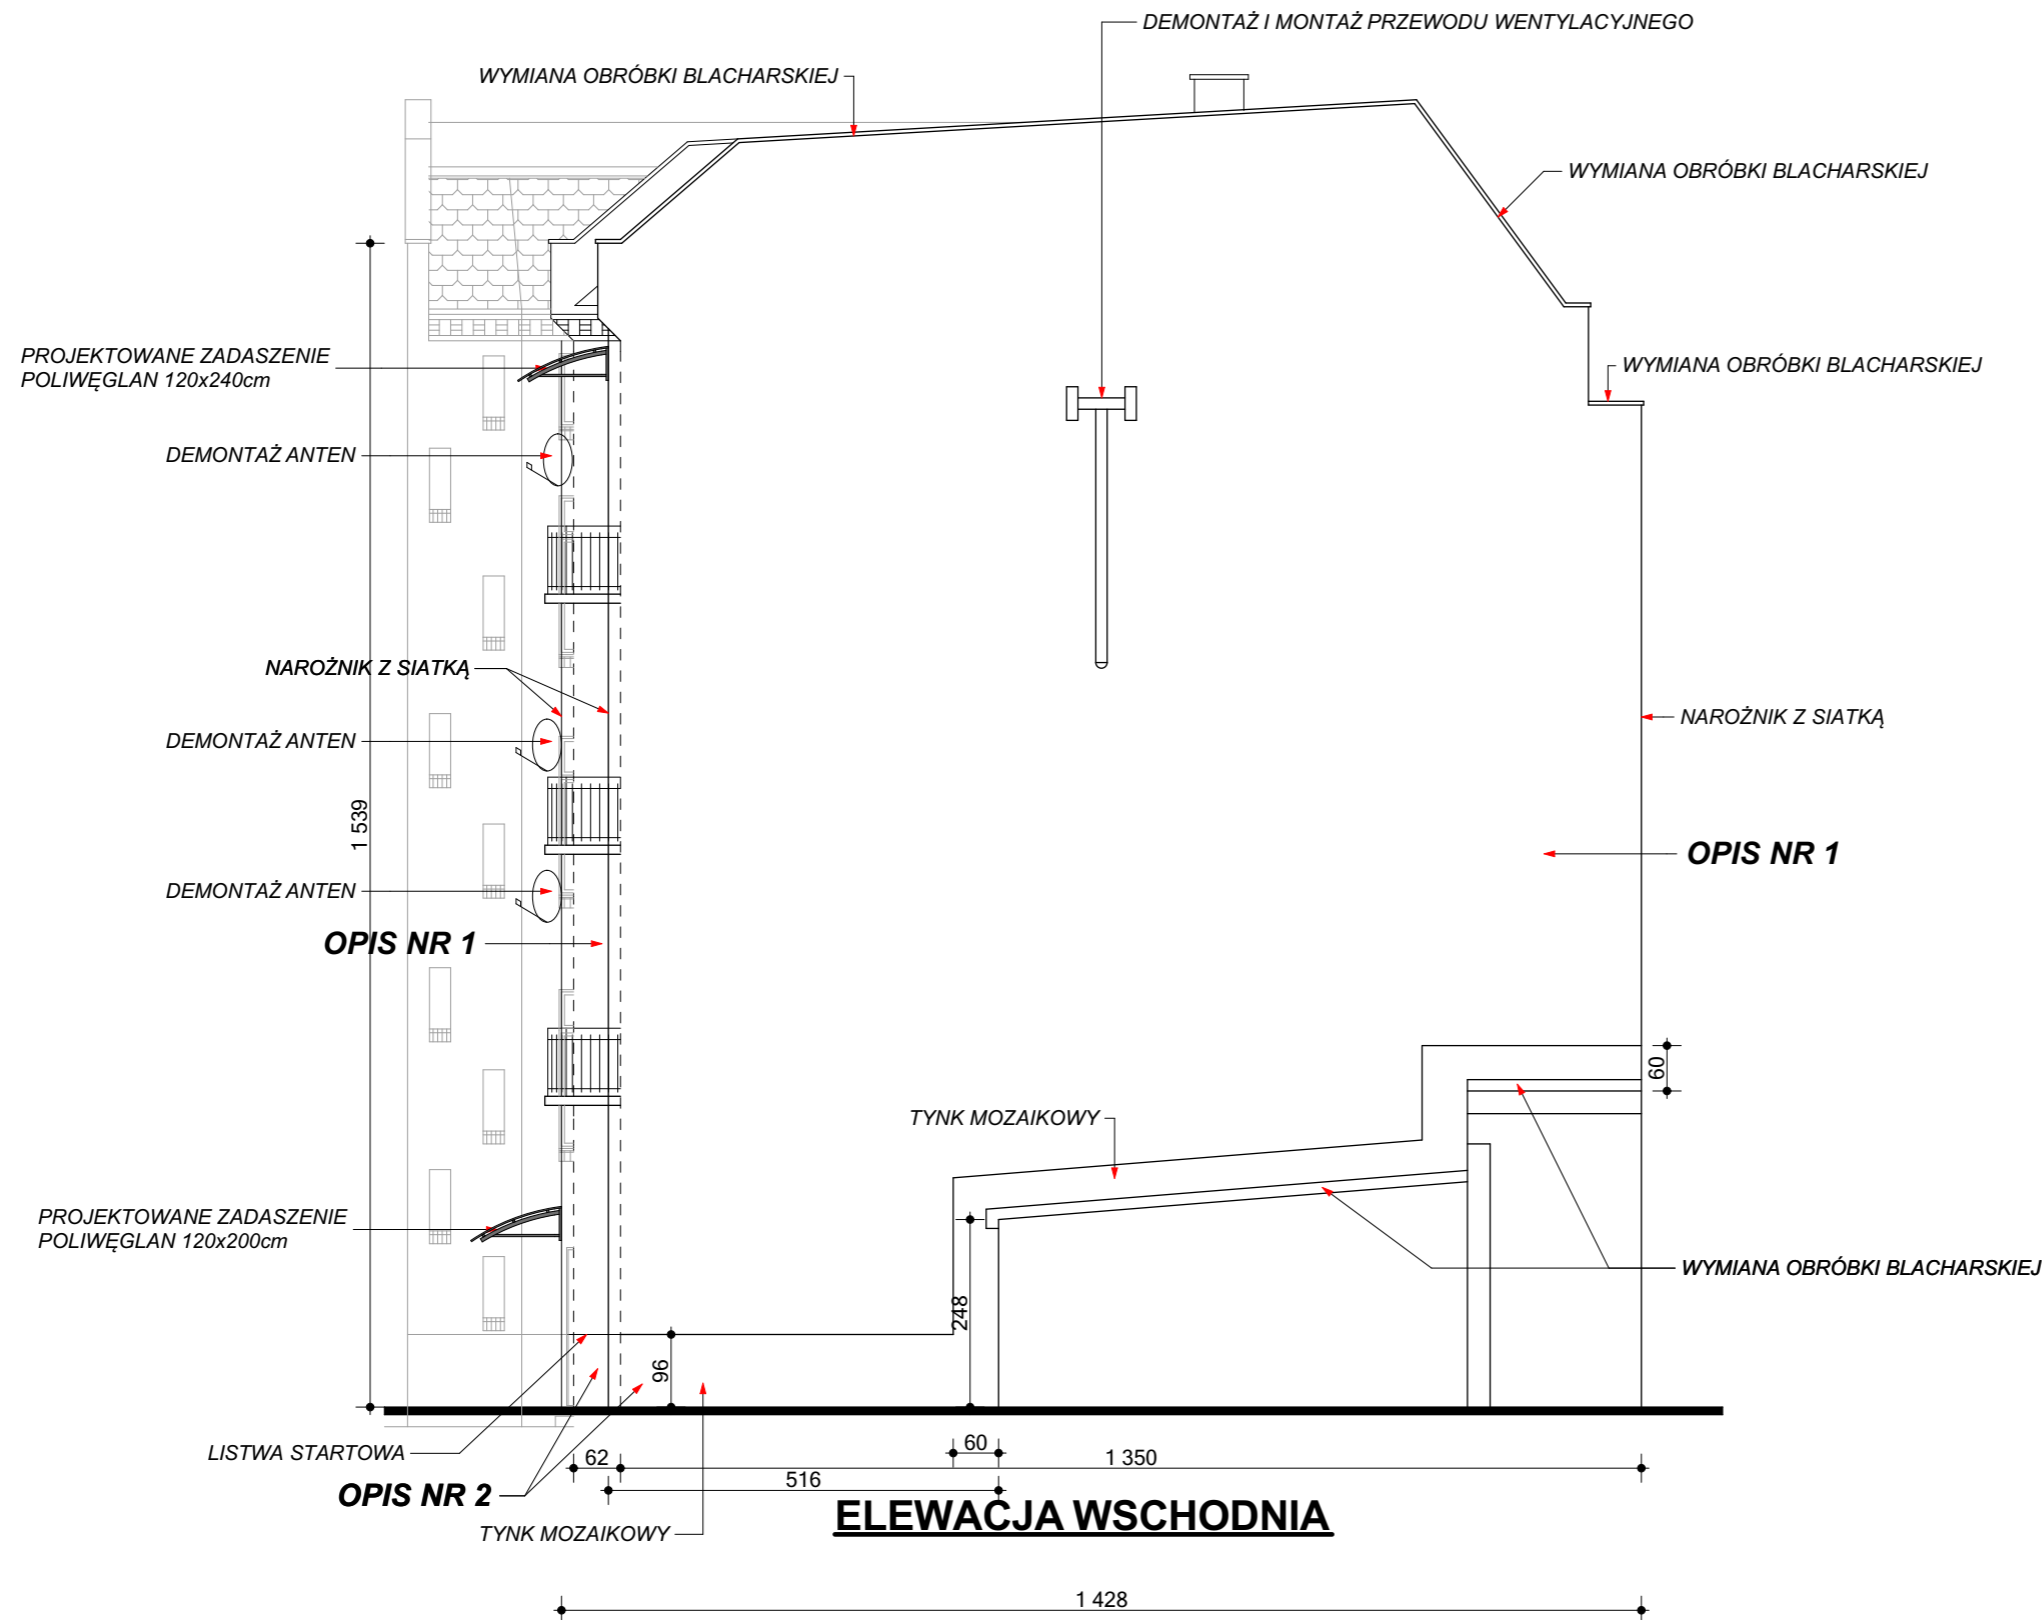 DEMONTAŻ I MONTAŻ PRZEWODU WENTYLACYJNEGO
WYMIANA OBRÓBKI BLACHARSKIEJ
WYMIANA OBRÓBKI BLACHARSKIEJ
PROJEKTOWANE ZADASZENIE
POLIWĘGLAN 120x240cm
WYMIANA OBRÓBKI BLACHARSKIEJ
DEMONTAŻ ANTEN
NAROŻNIK Z SIATKĄ
NAROŻNIK Z SIATKĄ
DEMONTAŻ ANTEN
1 539
OPIS NR 1
DEMONTAŻ ANTEN
OPIS NR 1
60
TYNK MOZAIKOWY
PROJEKTOWANE ZADASZENIE
POLIWĘGLAN 120x200cm
WYMIANA OBRÓBKI BLACHARSKIEJ
248
96
LISTWA STARTOWA
62
60
1 350
516
OPIS NR 2
ELEWACJA WSCHODNIA
TYNK MOZAIKOWY
1 428